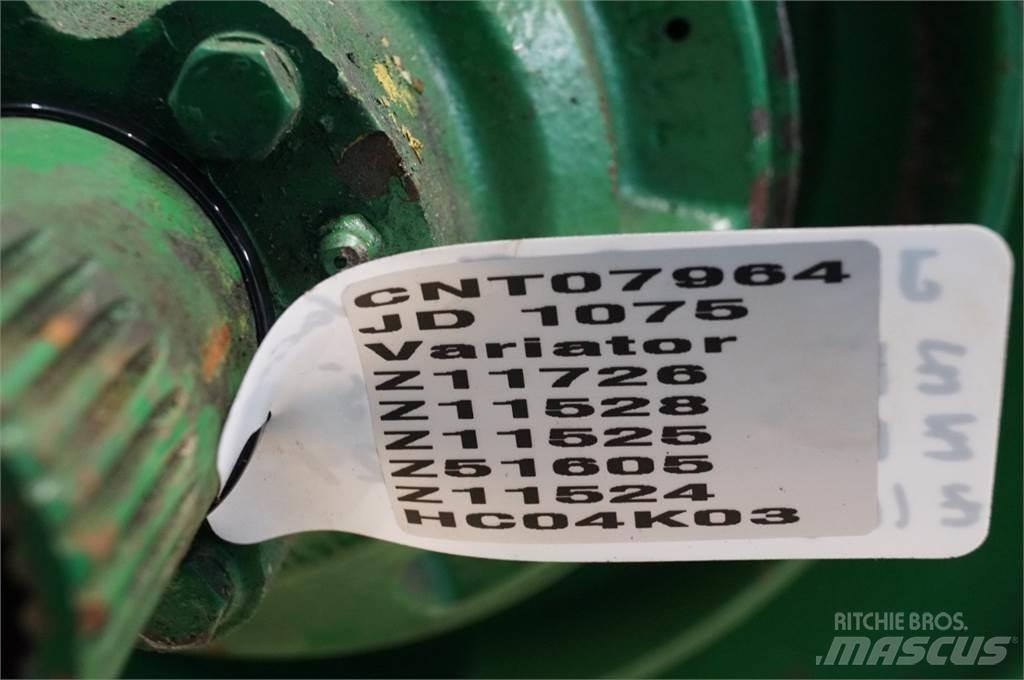 CNT07964
JD 1075
Variator
Z11726
Z11528
Z11525
Z51605
Z11524
HC04K03
RITCHIE BROS.
MASCUS